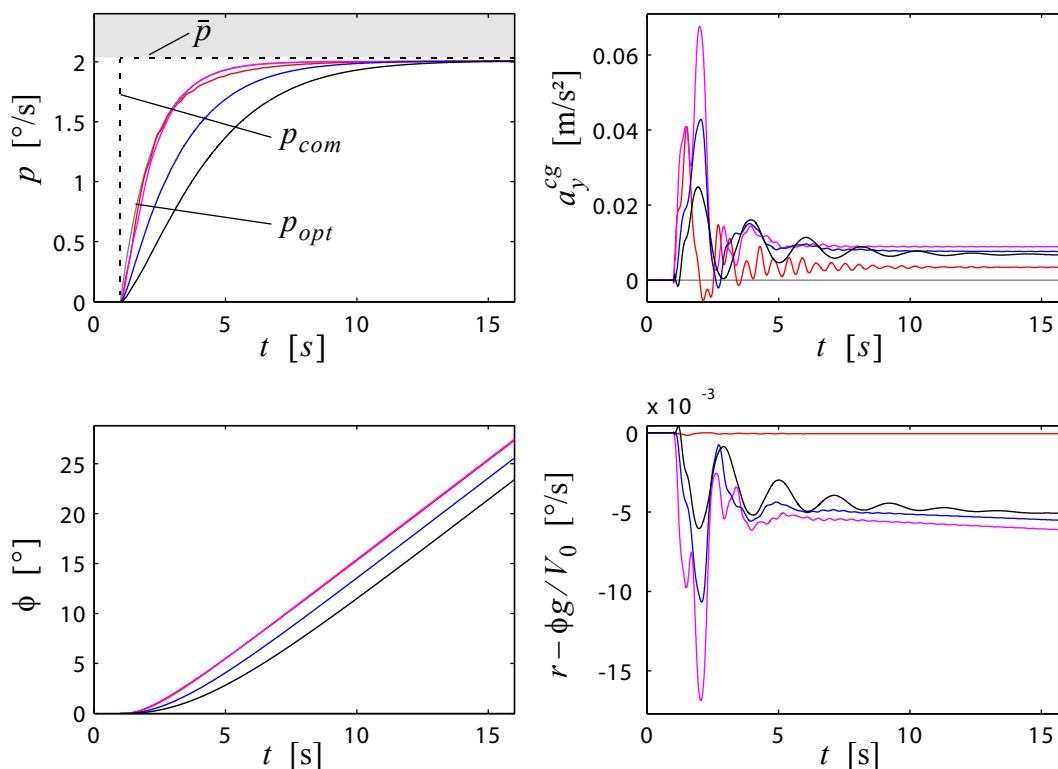 p̄
2
1.5
1
0.5
0
p [°/s]
p_com
p_opt
0 5 10 15
t [s]
0.06
0.04
0.02
0
a_y^cg [m/s²]
0 5 10 15
t [s]
25
20
15
10
5
0
ϕ [°]
0 5 10 15
t [s]
x 10 -3
0
-5
-10
-15
r – ϕg / V_0 [°/s]
0 5 10 15
t [s]